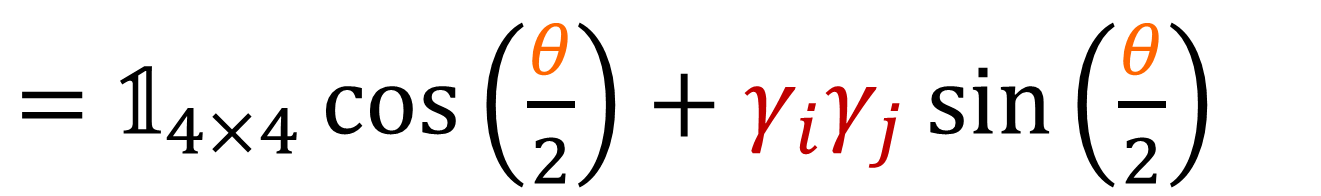 = 𝟙₄ₓ₄ cos(θ/2) + γᵢγⱼ sin(θ/2)